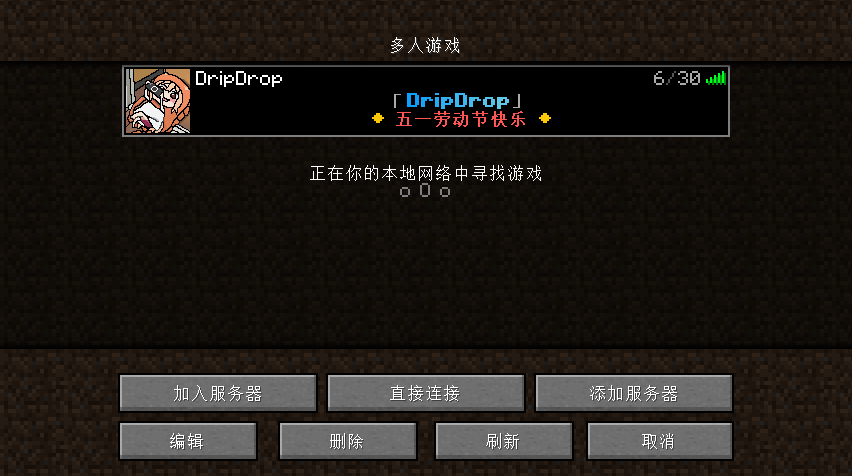 多人游戏
DripDrop 6/30
「DripDrop」
五一劳动节快乐
正在你的本地网络中寻找游戏
o O o
加入服务器 直接连接 添加服务器
编辑 删除 刷新 取消